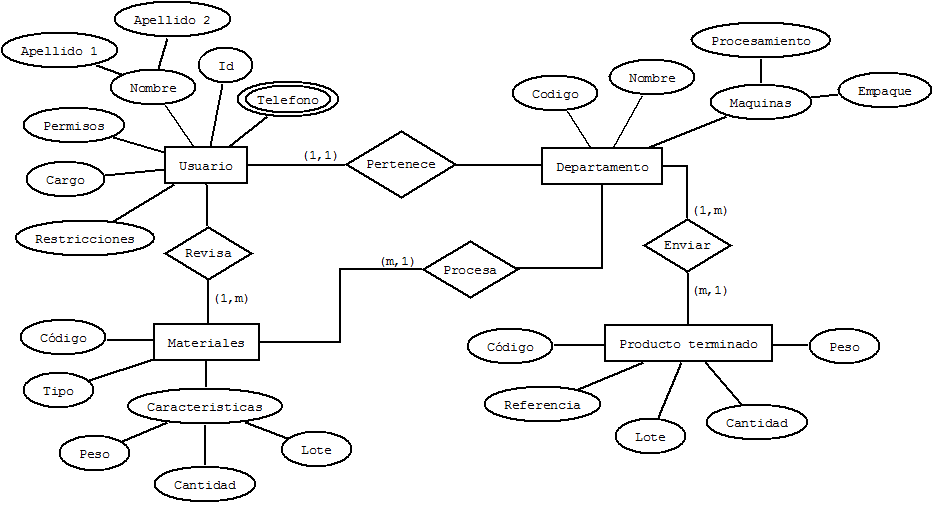 Apellido 2
Apellido 1
Nombre
Id
Telefono
Permisos
Cargo
Restricciones
Usuario
(1,1)
Pertenece
Codigo
Nombre
Departamento
Procesamiento
Maquinas
Empaque
Revisa
(1,m)
(m,1)
Procesa
(1,m)
Enviar
(m,1)
Código
Materiales
Tipo
Caracteristicas
Peso
Cantidad
Lote
Código
Producto terminado
Peso
Referencia
Lote
Cantidad